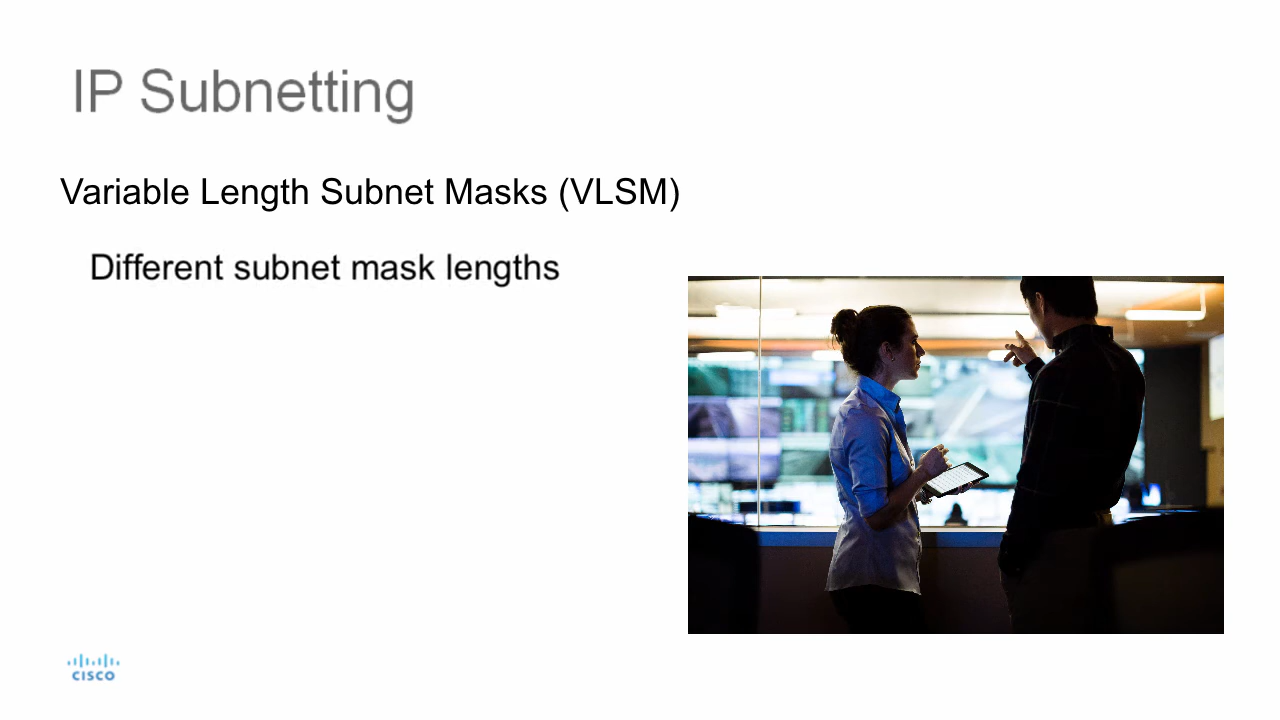 IP Subnetting
Variable Length Subnet Masks (VLSM)
Different subnet mask lengths
CISCO